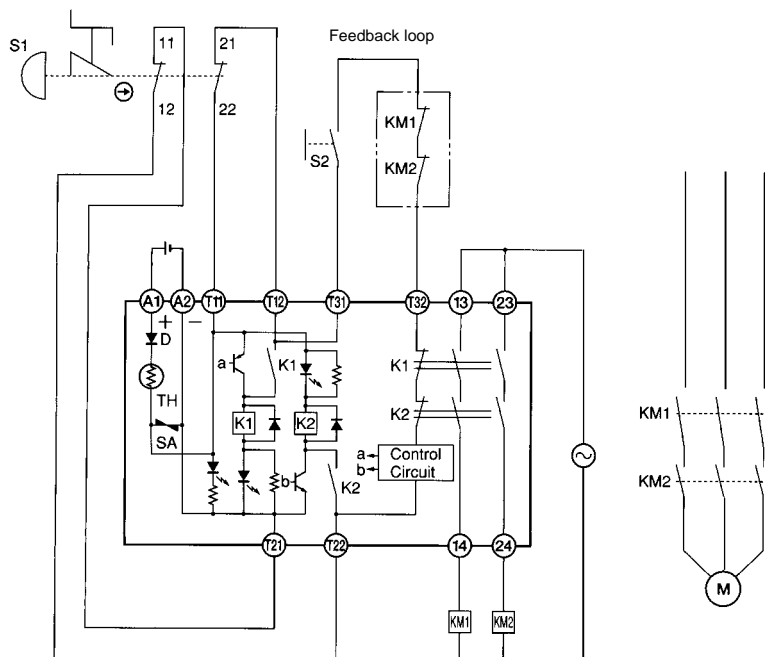 Feedback loop
S1
11
21
12
22
S2
KM1
KM2
A1
A2
T11
T12
T31
T32
13
23
+
−
D
a
K1
K1
TH
K1
K2
K2
SA
a
b
Control
Circuit
b
K2
T21
T22
14
24
KM1
KM2
KM1
KM2
M